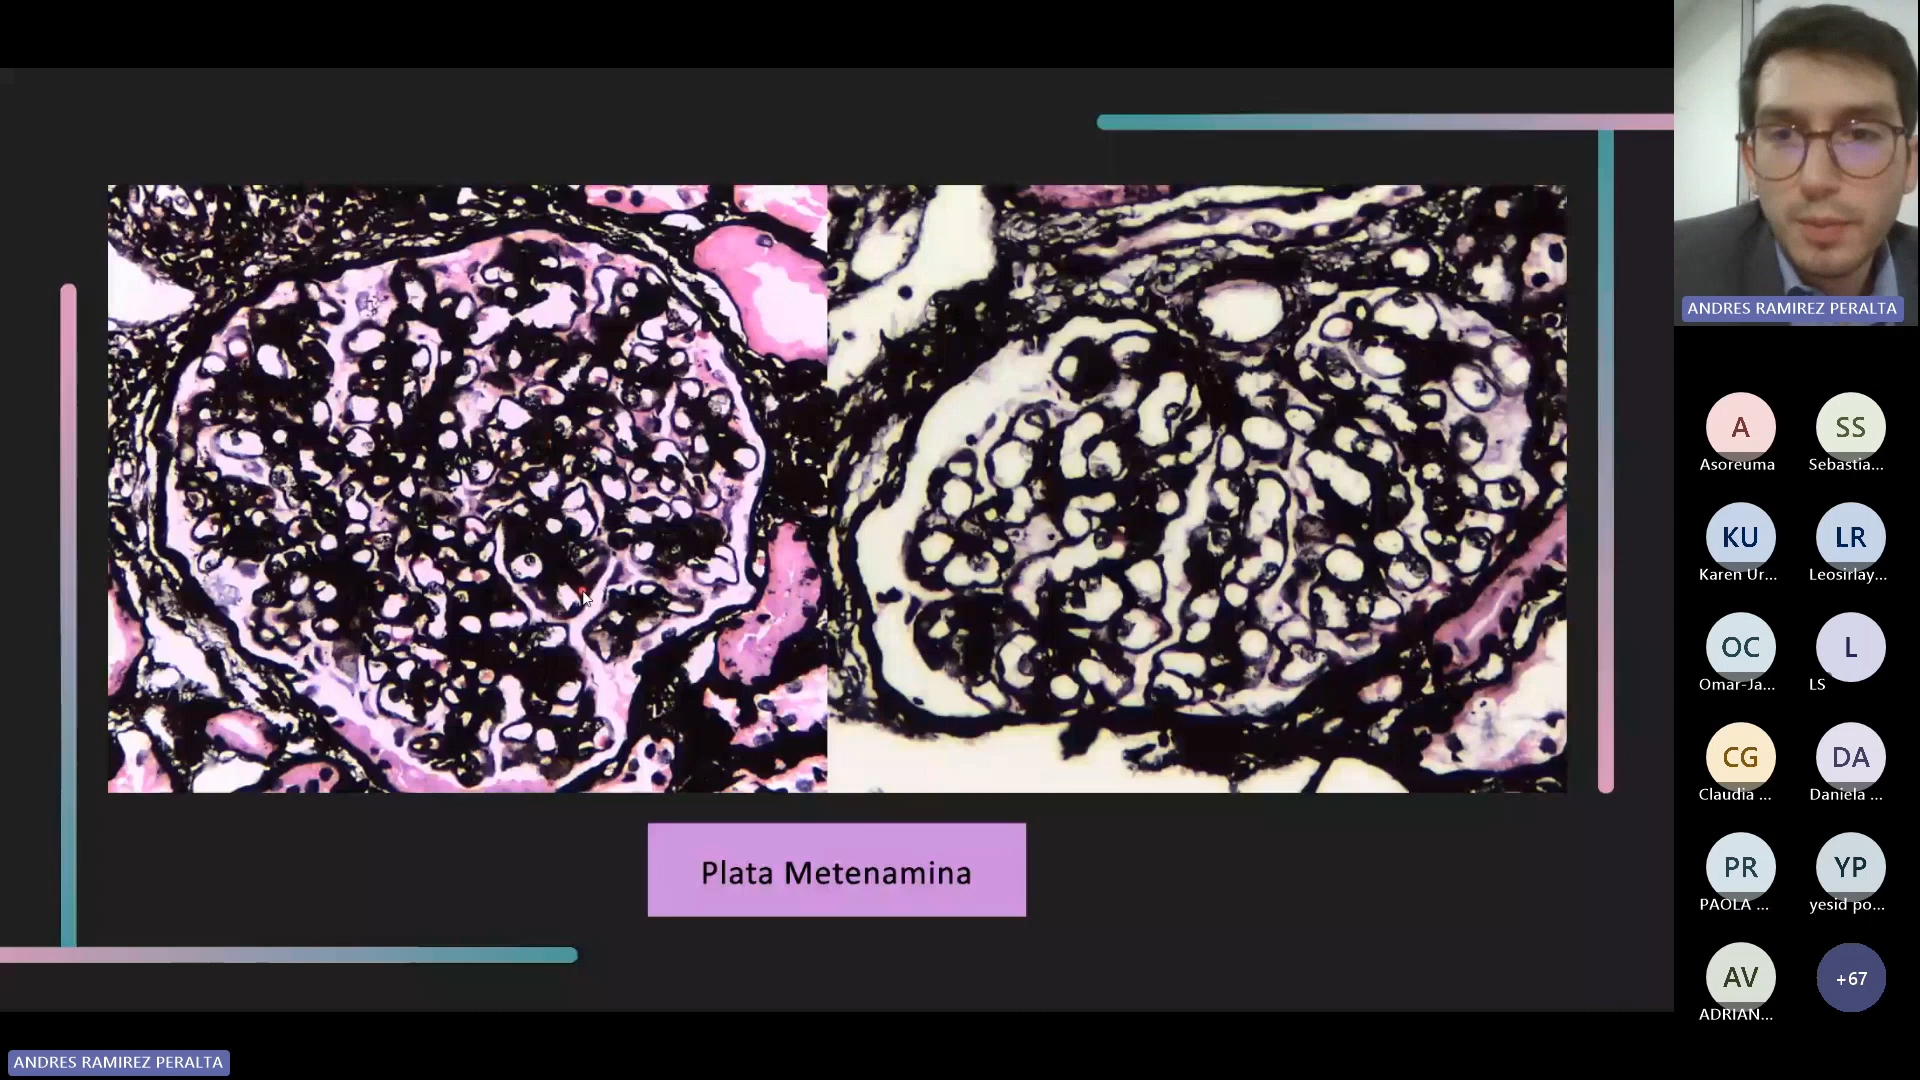 ANDRES RAMIREZ PERALTA
A
Asoreuma
SS
Sebastia...
KU
Karen Ur...
LR
Leosirlay...
OC
Omar-Ja...
L
LS
CG
Claudia ...
DA
Daniela ...
PR
PAOLA ...
YP
yesid po...
AV
ADRIAN...
+67
Plata Metenamina
ANDRES RAMIREZ PERALTA